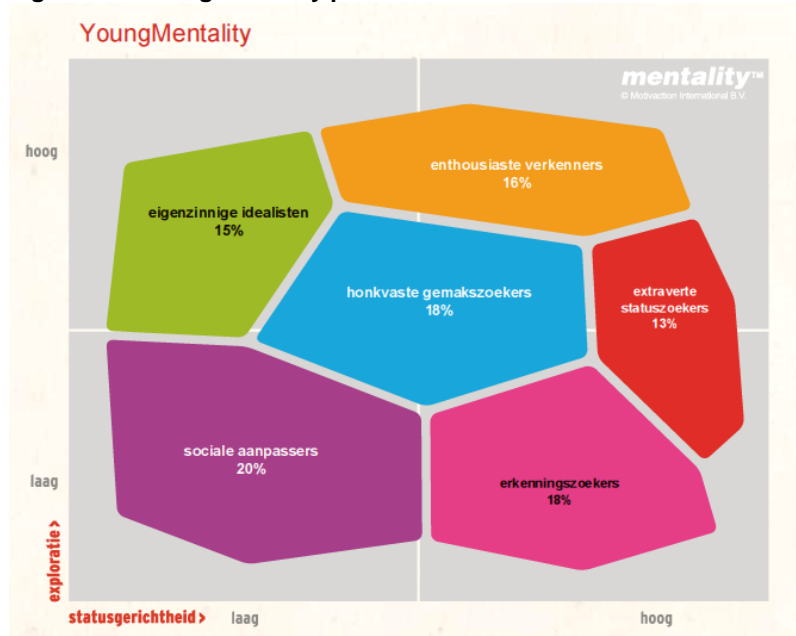 YoungMentality
mentality™
© Motivaction International B.V.
hoog
enthousiaste verkenners
16%
eigenzinnige idealisten
15%
honkvaste gemakszoekers
18%
extraverte
statuszoekers
13%
sociale aanpassers
20%
erkenningszoekers
18%
laag
exploratie >
statusgerichtheid >
laag
hoog